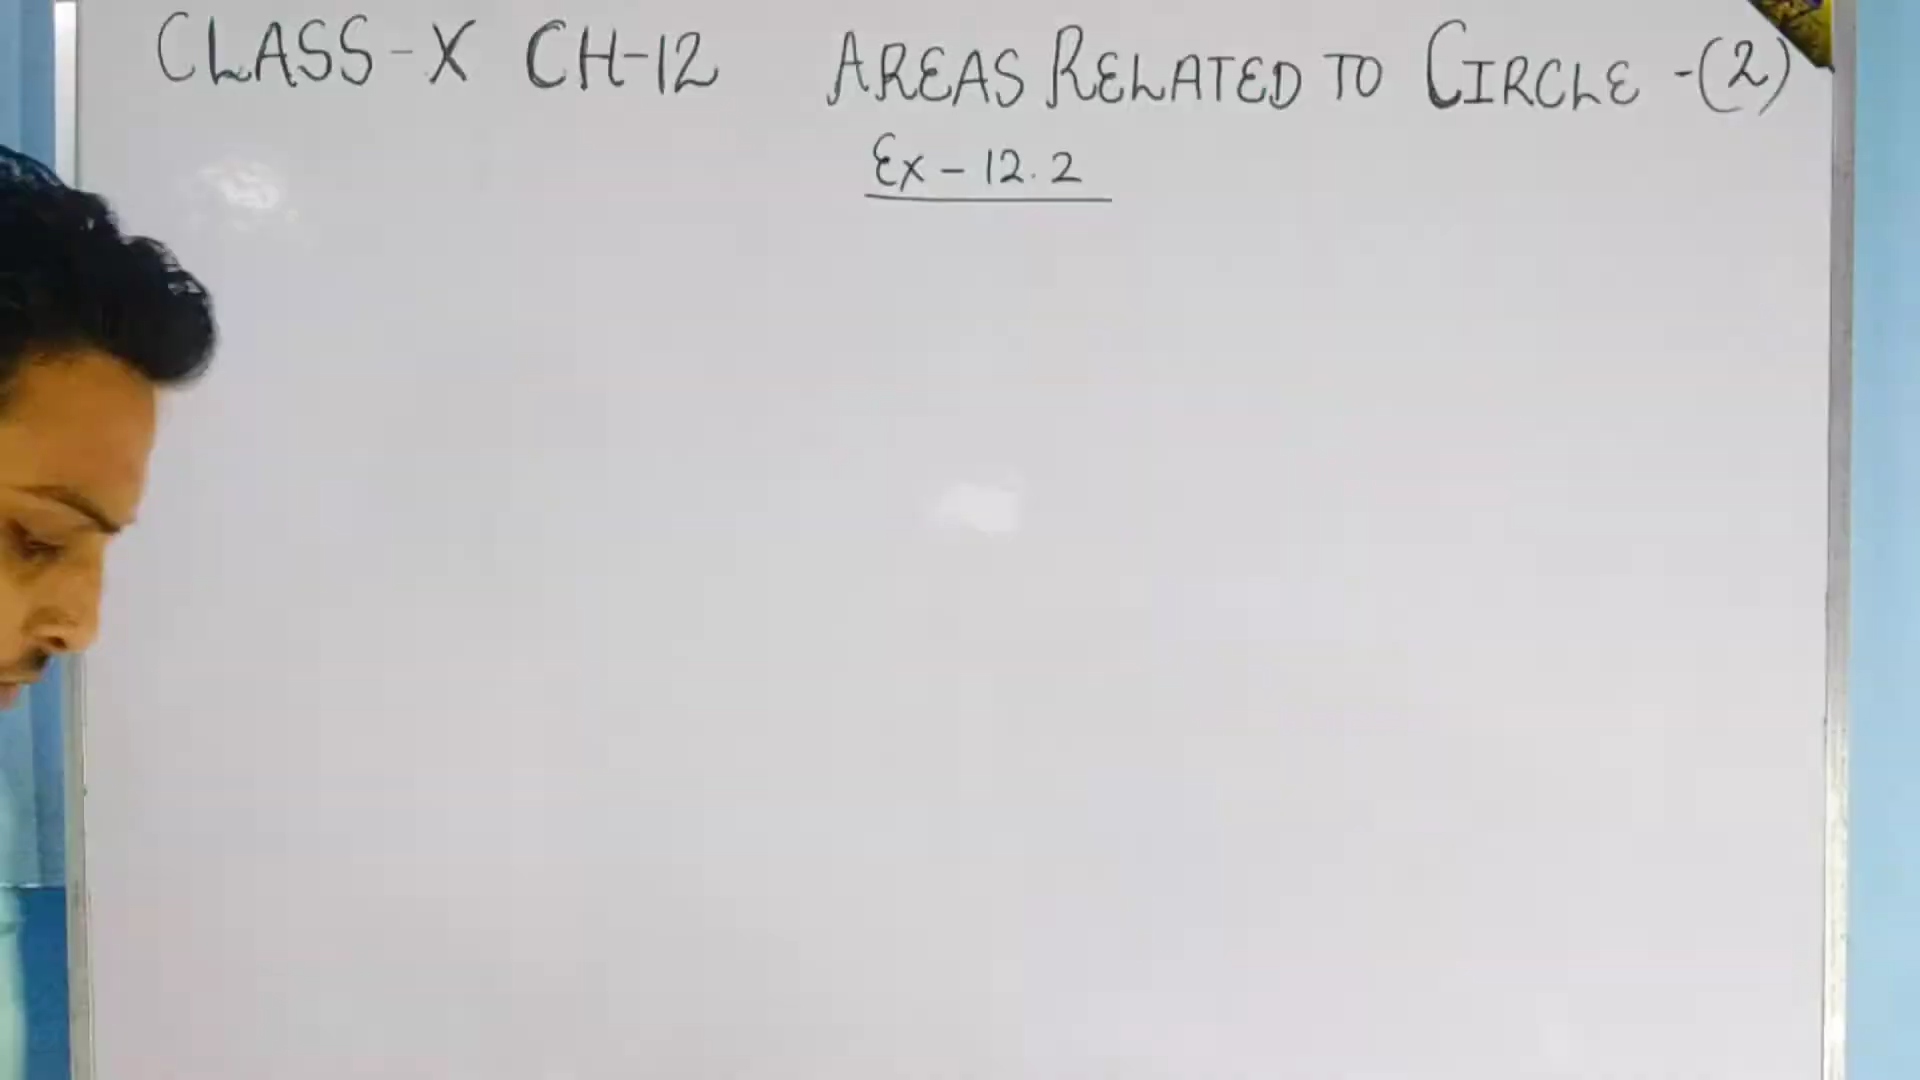 CLASS-X CH-12 AREAS RELATED TO CIRCLE -(2)
Ex - 12.2